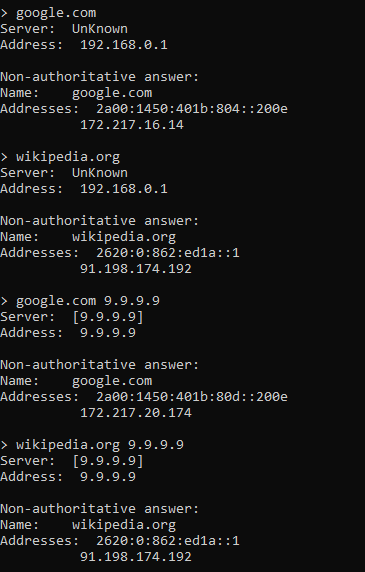 > google.com
Server:  UnKnown
Address:  192.168.0.1
Non-authoritative answer:
Name:    google.com
Addresses:  2a00:1450:401b:804::200e
172.217.16.14
> wikipedia.org
Server:  UnKnown
Address:  192.168.0.1
Non-authoritative answer:
Name:    wikipedia.org
Addresses:  2620:0:862:ed1a::1
91.198.174.192
> google.com 9.9.9.9
Server:  [9.9.9.9]
Address:  9.9.9.9
Non-authoritative answer:
Name:    google.com
Addresses:  2a00:1450:401b:80d::200e
172.217.20.174
> wikipedia.org 9.9.9.9
Server:  [9.9.9.9]
Address:  9.9.9.9
Non-authoritative answer:
Name:    wikipedia.org
Addresses:  2620:0:862:ed1a::1
91.198.174.192